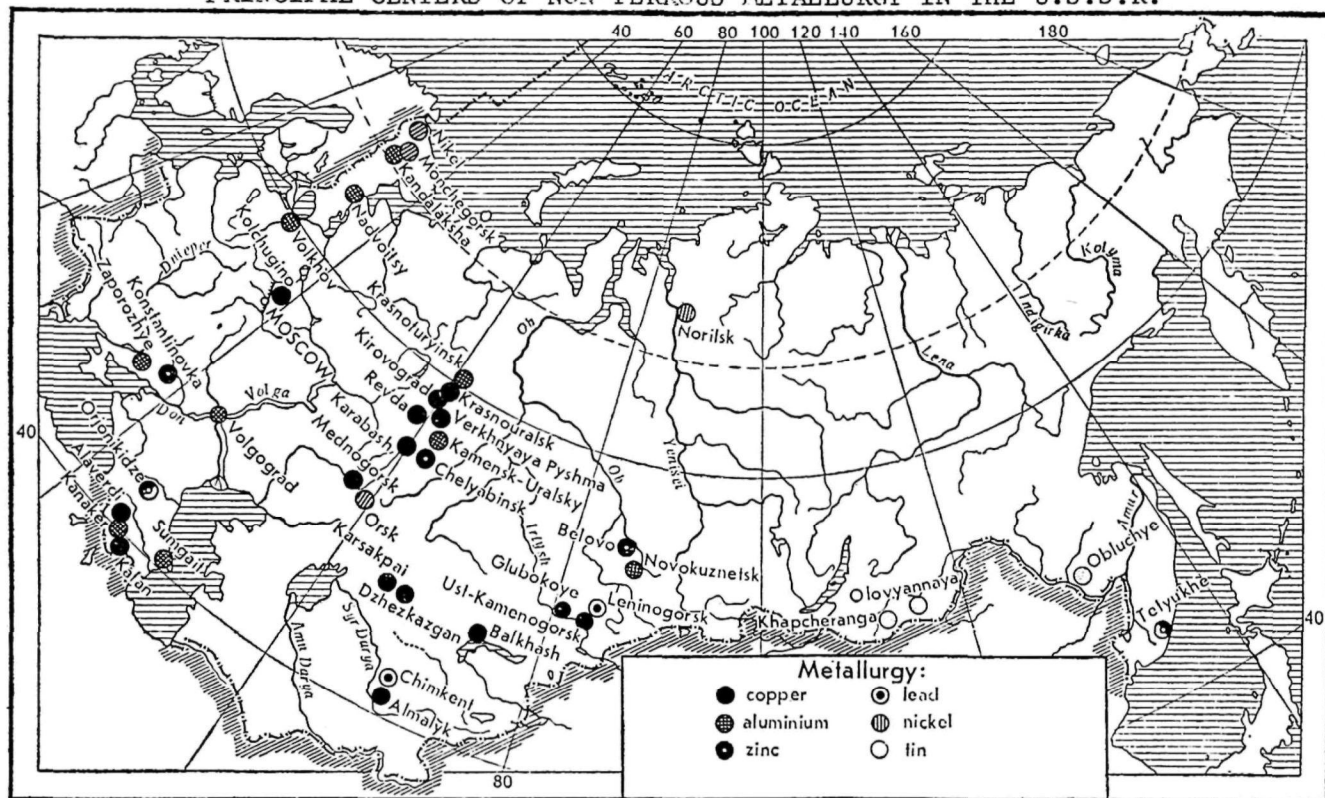 PRINCIPAL CENTERS OF NON-FERROUS METALLURGY IN THE U.S.S.R.
40 60 80 100 120 140 160 180
ARCTIC OCEAN
Nikel
Monchegorsk
Kandalaksha
Nadvoitsy
Volkhov
Kolchugino
MOSCOW
Dnieper
Zaporozhye
Konstantinovka
Don
Volga
Volgograd
Krasnoturyinsk
Kirovograd
Krasnouralsk
Revda
Verkhnyaya Pyshma
Karabash
Kamensk-Uralsky
Chelyabinsk
Mednogorsk
Orsk
Ob
Norilsk
Yenisei
Lena
Indigirka
Kolyma
40
Ordzhonikidze
Alaverdi
Kanaker
Kafan
Sumgait
Karsakpai
Dzhezkazgan
Balkhash
Irtysh
Ob
Belovo
Novokuznetsk
Glubokoye
Leninogorsk
Ust-Kamenogorsk
Syr Darya
Amu Darya
Chimkent
Almalyk
Olovyannaya
Khapcheranga
Amur
Obluchye
Tetyukhe
40
80
Metallurgy:
copper lead
aluminium nickel
zinc tin